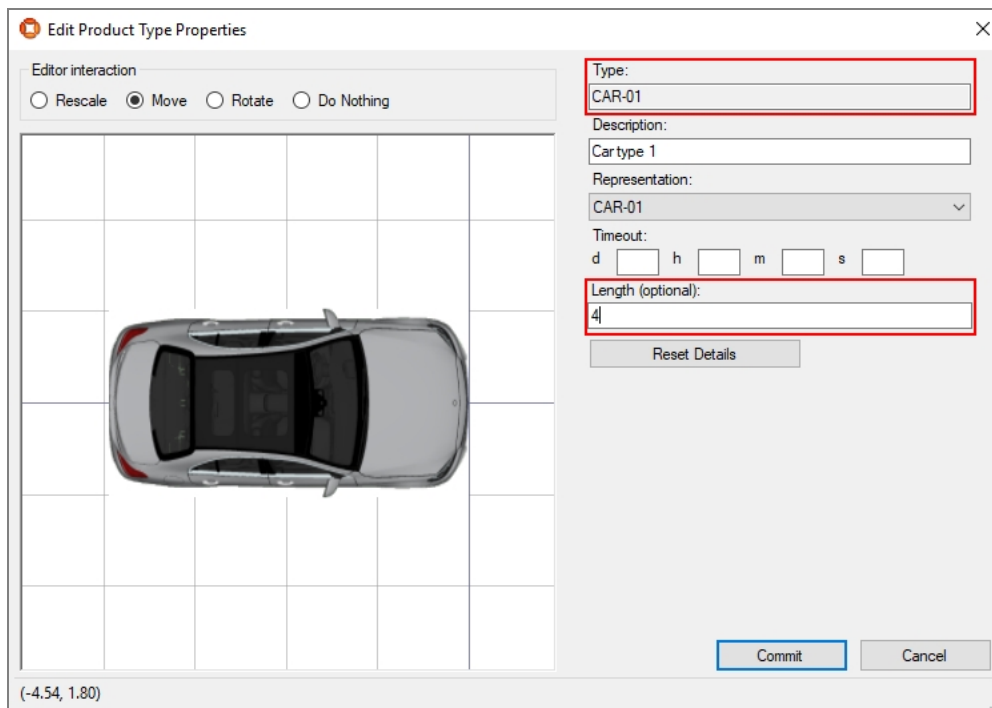 Edit Product Type Properties
Editor interaction
Rescale Move Rotate Do Nothing
Type:
CAR-01
Description:
Car type 1
Representation:
CAR-01
Timeout:
d h m s
Length (optional):
4
Reset Details
Commit Cancel
(-4.54, 1.80)